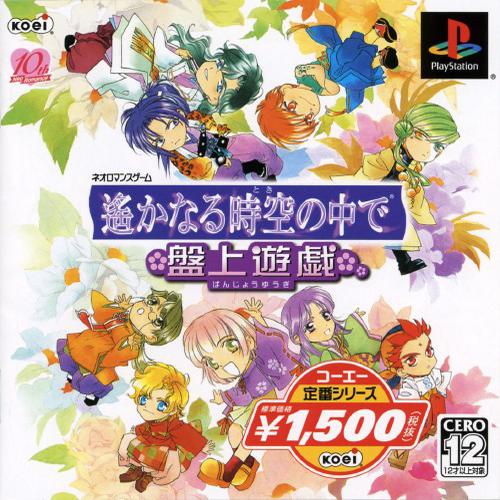 KOEI
PlayStation
10th
Neo Romance
ネオロマンスゲーム
とき
遙かなる時空の中で
盤上遊戯
ばんじょうゆうぎ
コーエー
定番シリーズ
標準価格
¥1,500(税抜)
KOEI
CERO
12
12才以上対象